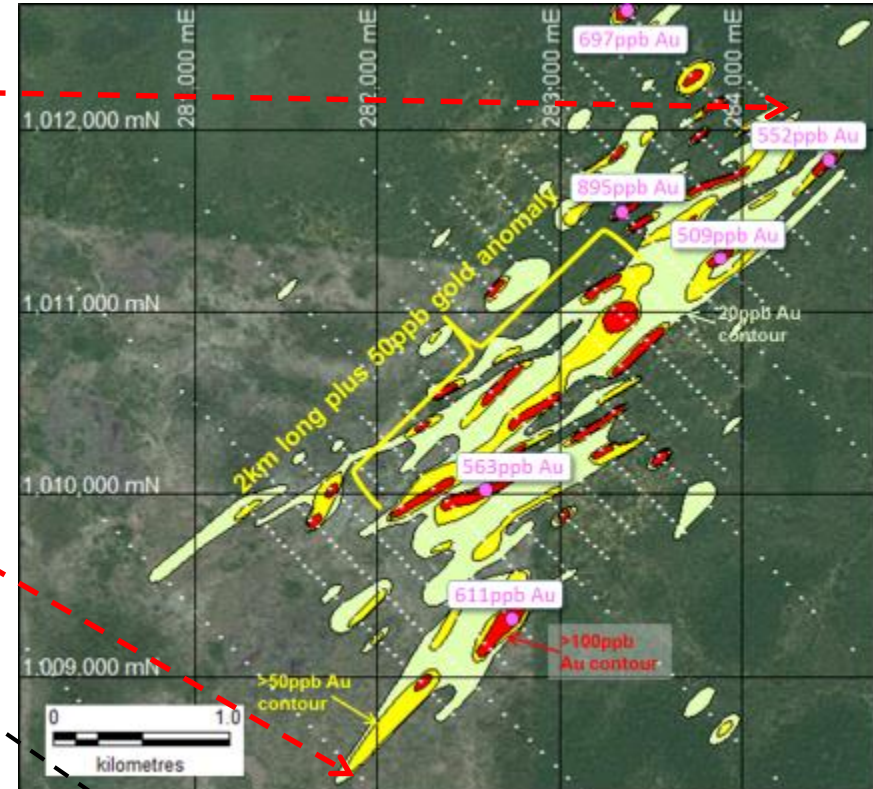 281,000 mE
282,000 mE
283,000 mE
284,000 mE
697ppb Au
1,012,000 mN
552ppb Au
895ppb Au
509ppb Au
2km long plus 50ppb gold anomaly
1,011,000 mN
20ppb Au
contour
563ppb Au
1,010,000 mN
611ppb Au
>100ppb
Au contour
1,009,000 mN
>50ppb Au
contour
0 1.0
kilometres